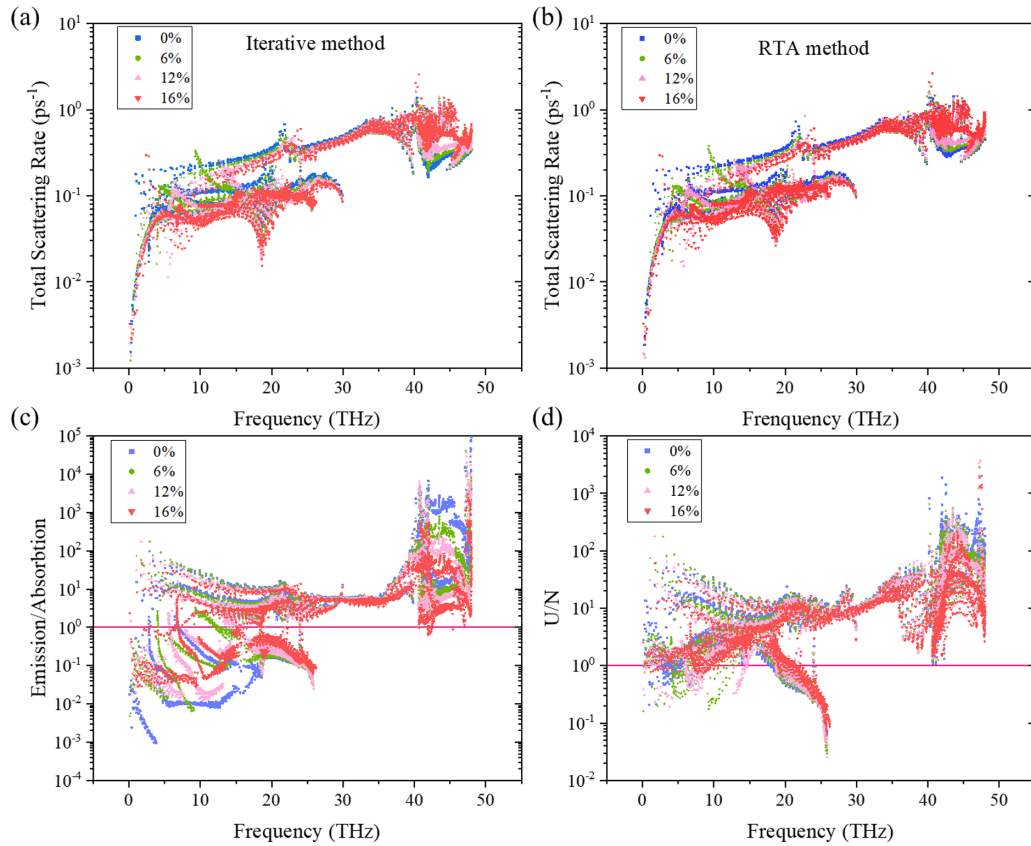 (a)
Iterative method
0%
6%
12%
16%
Total Scattering Rate (ps⁻¹)
10¹
10⁰
10⁻¹
10⁻²
10⁻³
0 10 20 30 40 50
Frequency (THz)
(b)
RTA method
0%
6%
12%
16%
Total Scattering Rate (ps⁻¹)
10¹
10⁰
10⁻¹
10⁻²
10⁻³
0 10 20 30 40 50
Frenquency (THz)
(c)
0%
6%
12%
16%
Emission/Absorbtion
10⁵
10⁴
10³
10²
10¹
10⁰
10⁻¹
10⁻²
10⁻³
10⁻⁴
0 10 20 30 40 50
Frequency (THz)
(d)
0%
6%
12%
16%
U/N
10⁴
10³
10²
10¹
10⁰
10⁻¹
10⁻²
0 10 20 30 40 50
Frequency (THz)